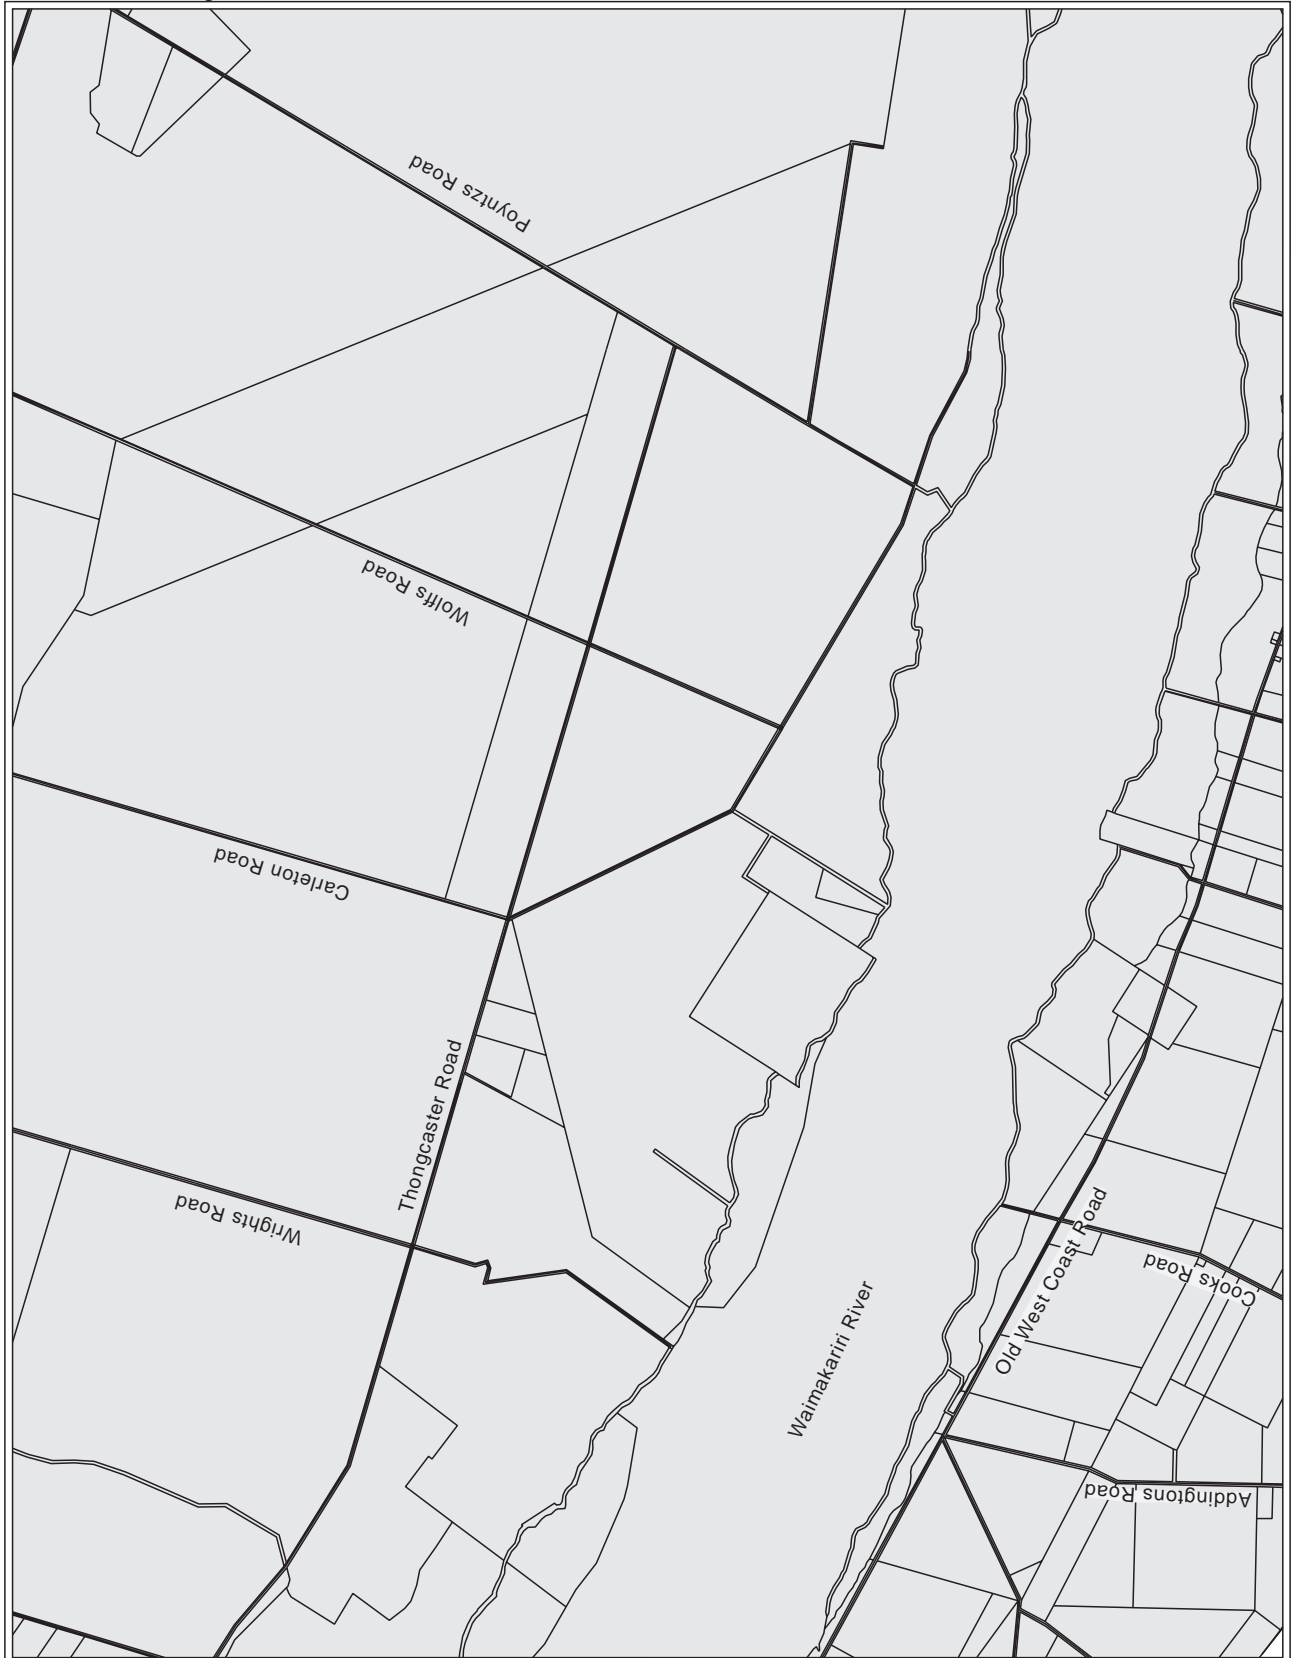 Poyntzs Road
Wolffs Road
Carleton Road
Thongcaster Road
Wrights Road
Waimakariri River
Old West Coast Road
Cooks Road
Addingtons Road